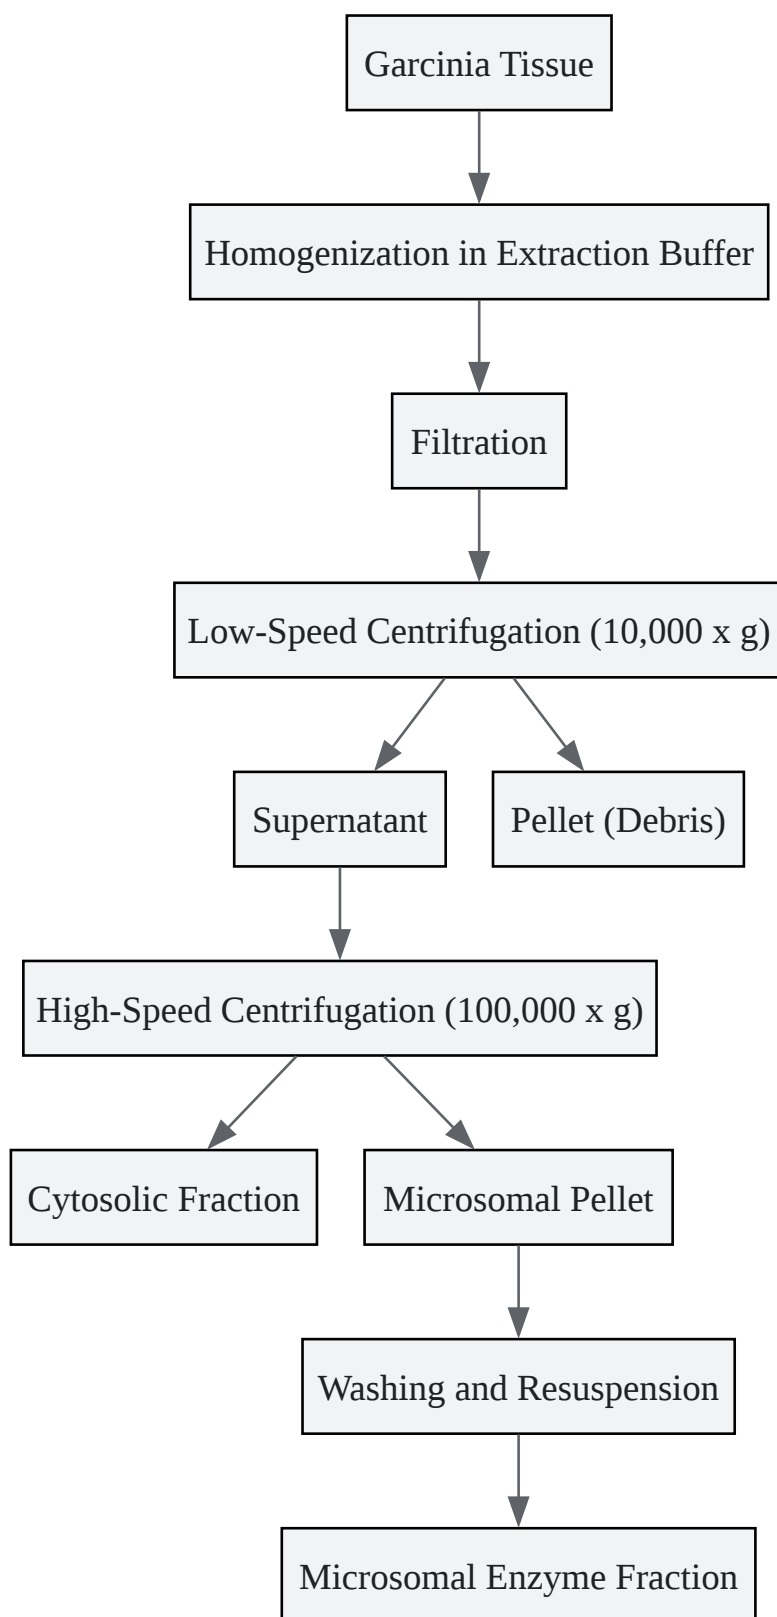 Garcinia Tissue
Homogenization in Extraction Buffer
Filtration
Low-Speed Centrifugation (10,000 x g)
Supernatant
Pellet (Debris)
High-Speed Centrifugation (100,000 x g)
Cytosolic Fraction
Microsomal Pellet
Washing and Resuspension
Microsomal Enzyme Fraction